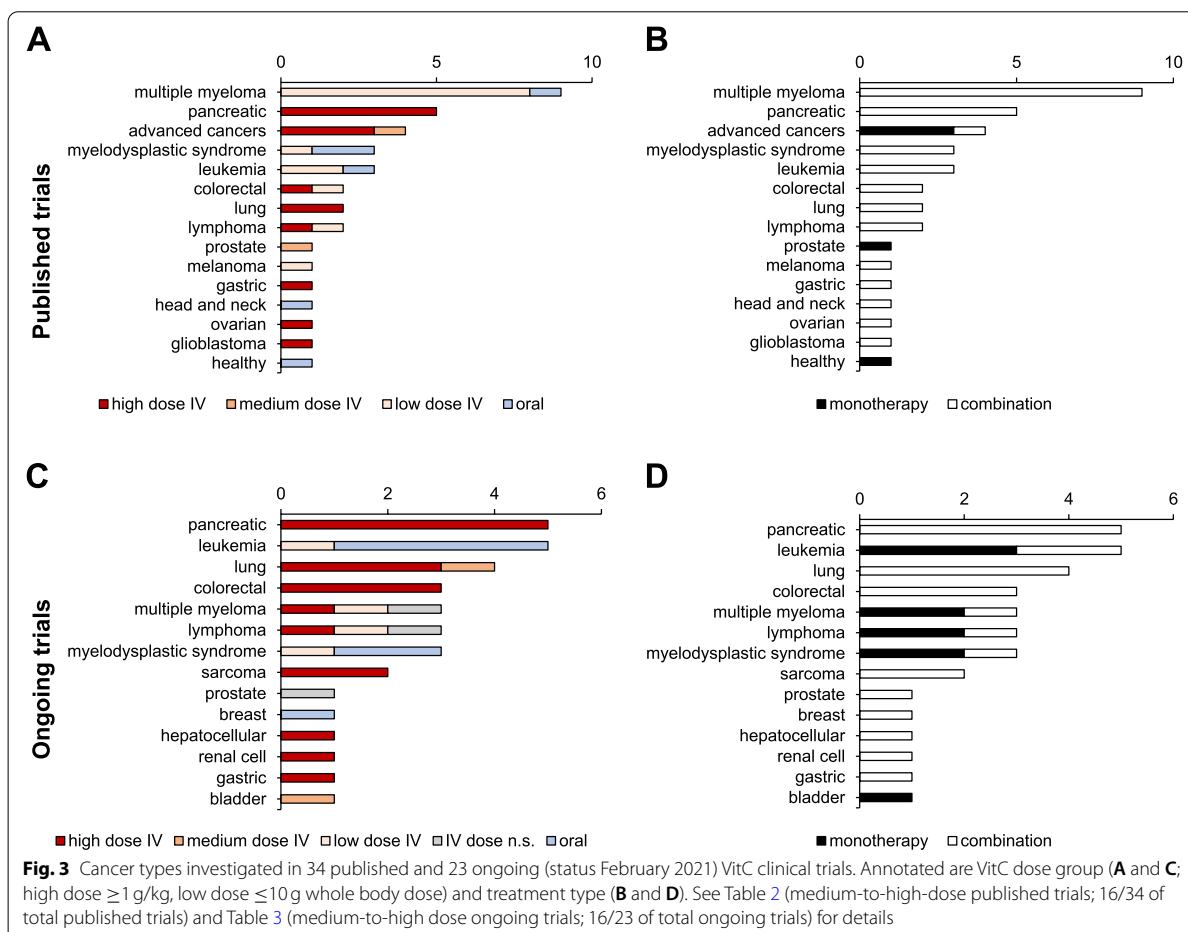 A
0 5 10
multiple myeloma
pancreatic
advanced cancers
myelodysplastic syndrome
leukemia
colorectal
lung
lymphoma
prostate
melanoma
gastric
head and neck
ovarian
glioblastoma
healthy
Published trials
high dose IV medium dose IV low dose IV oral
B
0 5 10
multiple myeloma
pancreatic
advanced cancers
myelodysplastic syndrome
leukemia
colorectal
lung
lymphoma
prostate
melanoma
gastric
head and neck
ovarian
glioblastoma
healthy
monotherapy combination
C
0 2 4 6
pancreatic
leukemia
lung
colorectal
multiple myeloma
lymphoma
myelodysplastic syndrome
sarcoma
prostate
breast
hepatocellular
renal cell
gastric
bladder
Ongoing trials
high dose IV medium dose IV low dose IV IV dose n.s. oral
D
0 2 4 6
pancreatic
leukemia
lung
colorectal
multiple myeloma
lymphoma
myelodysplastic syndrome
sarcoma
prostate
breast
hepatocellular
renal cell
gastric
bladder
monotherapy combination
Fig. 3 Cancer types investigated in 34 published and 23 ongoing (status February 2021) VitC clinical trials. Annotated are VitC dose group (A and C;
high dose ≥1 g/kg, low dose ≤10 g whole body dose) and treatment type (B and D). See Table 2 (medium-to-high-dose published trials; 16/34 of
total published trials) and Table 3 (medium-to-high dose ongoing trials; 16/23 of total ongoing trials) for details